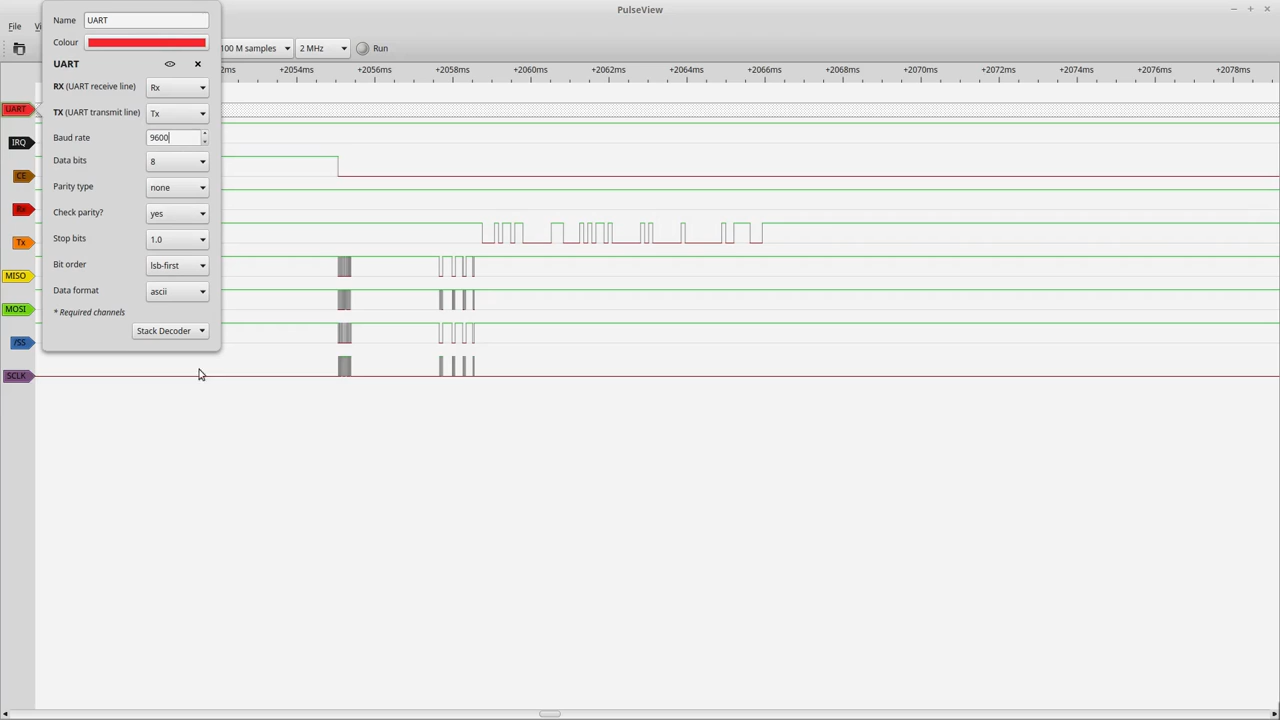 PulseView
File
100 M samples
2 MHz
Run
Name UART
Colour
UART
RX (UART receive line) Rx
TX (UART transmit line) Tx
Baud rate 9600
Data bits 8
Parity type none
Check parity? yes
Stop bits 1.0
Bit order lsb-first
Data format ascii
* Required channels
Stack Decoder
+2054ms +2056ms +2058ms +2060ms +2062ms +2064ms +2066ms +2068ms +2070ms +2072ms +2074ms +2076ms +2078ms
UART
IRQ
CE
Rx
Tx
MISO
MOSI
/SS
SCLK